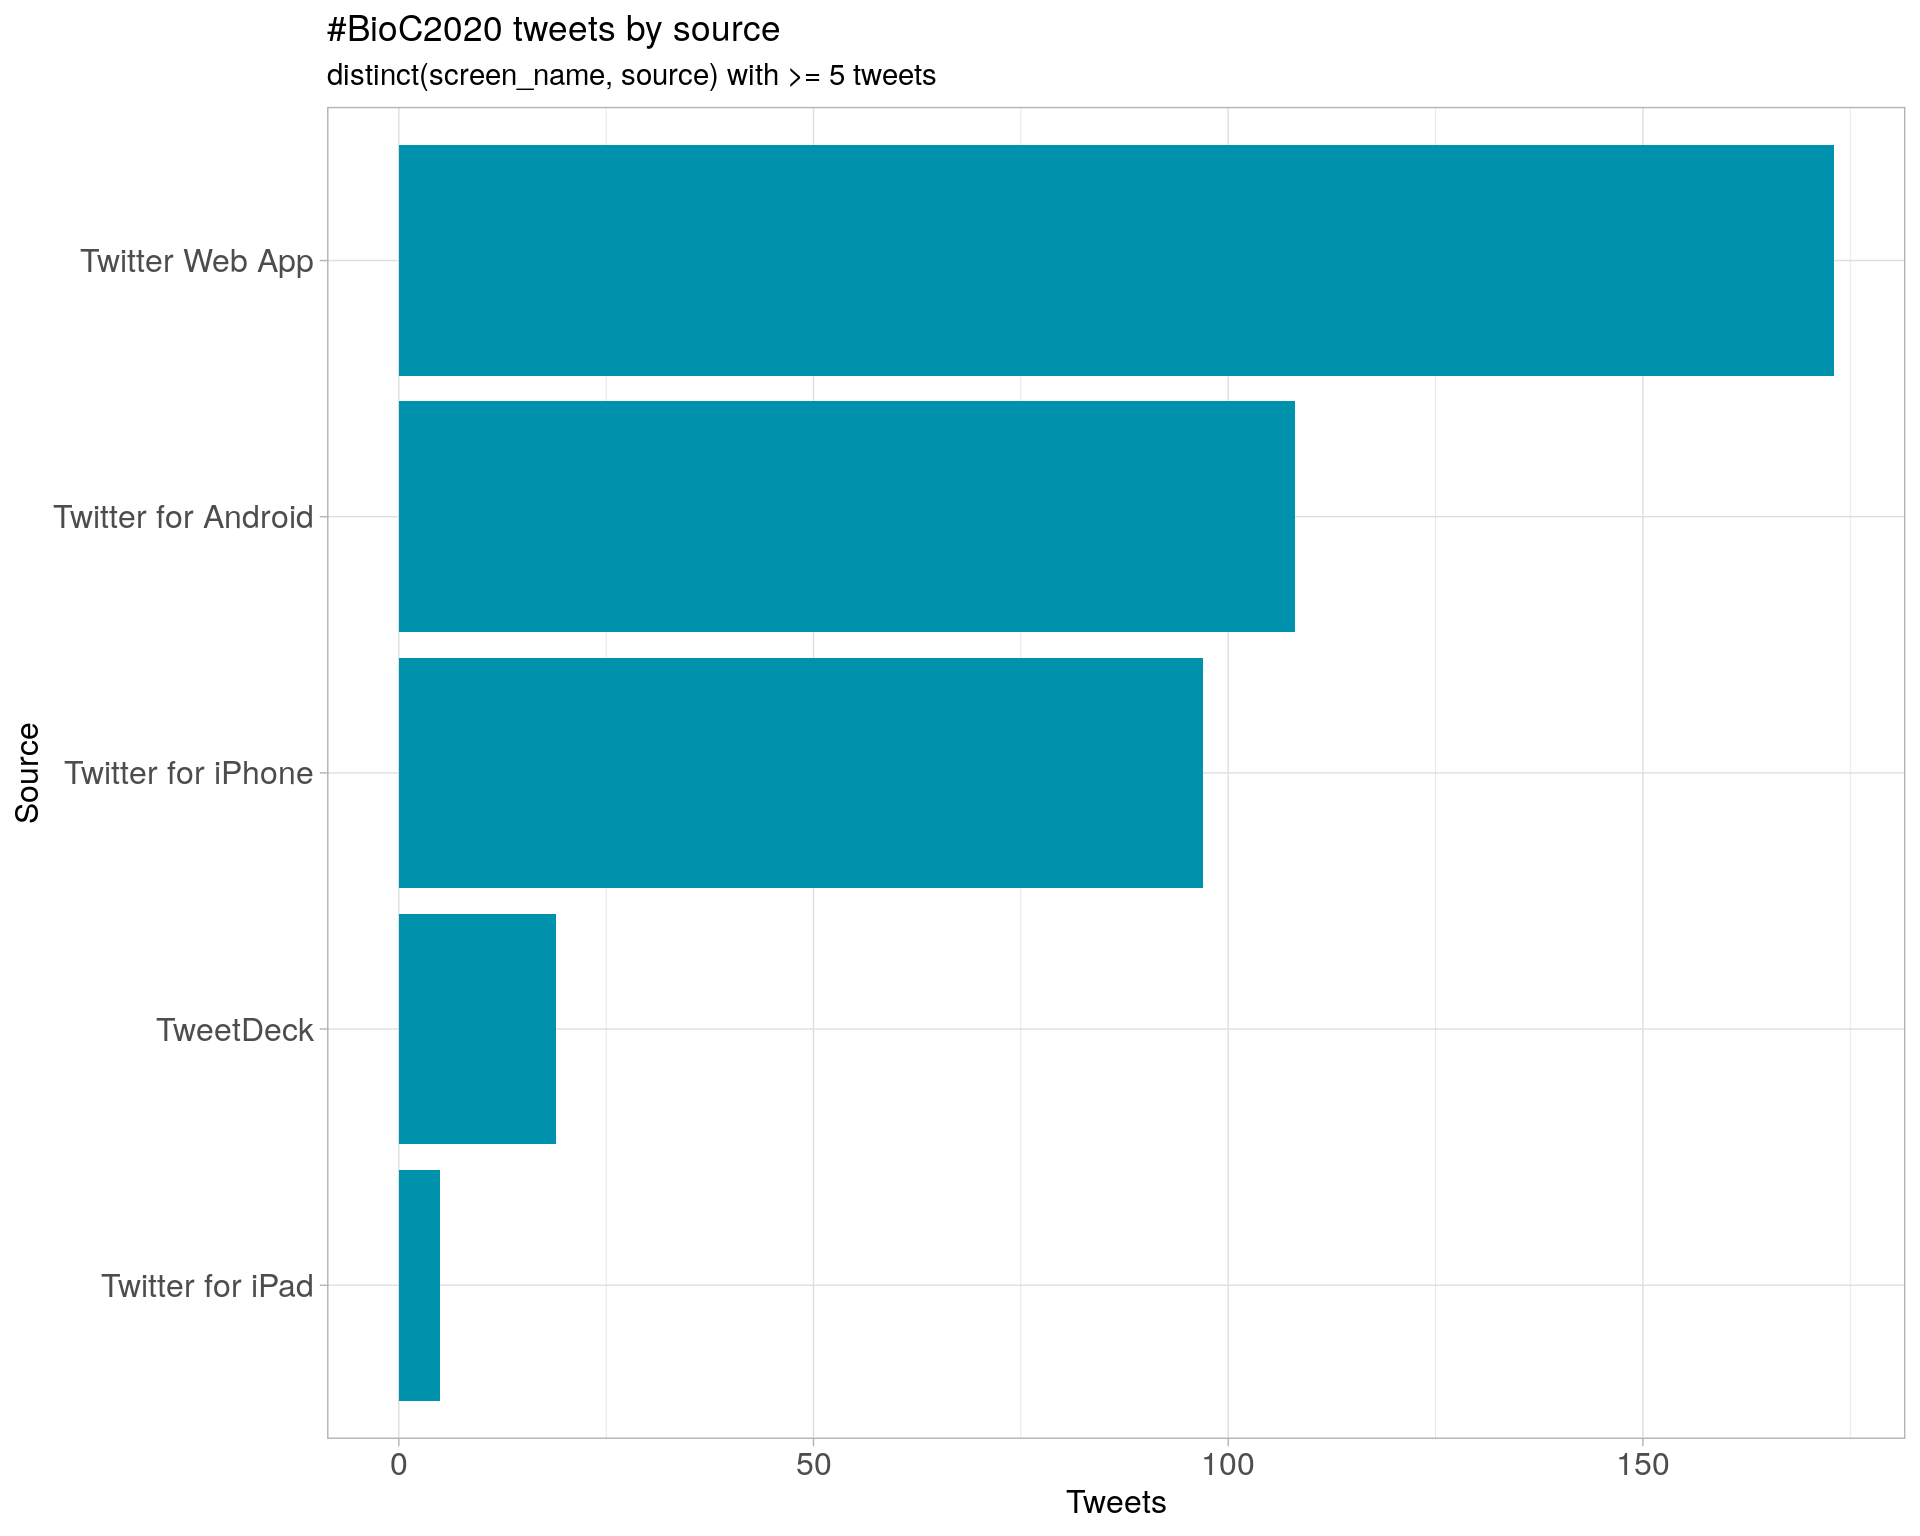 #BioC2020 tweets by source
distinct(screen_name, source) with >= 5 tweets
Source
Twitter Web App
Twitter for Android
Twitter for iPhone
TweetDeck
Twitter for iPad
0 50 100 150
Tweets